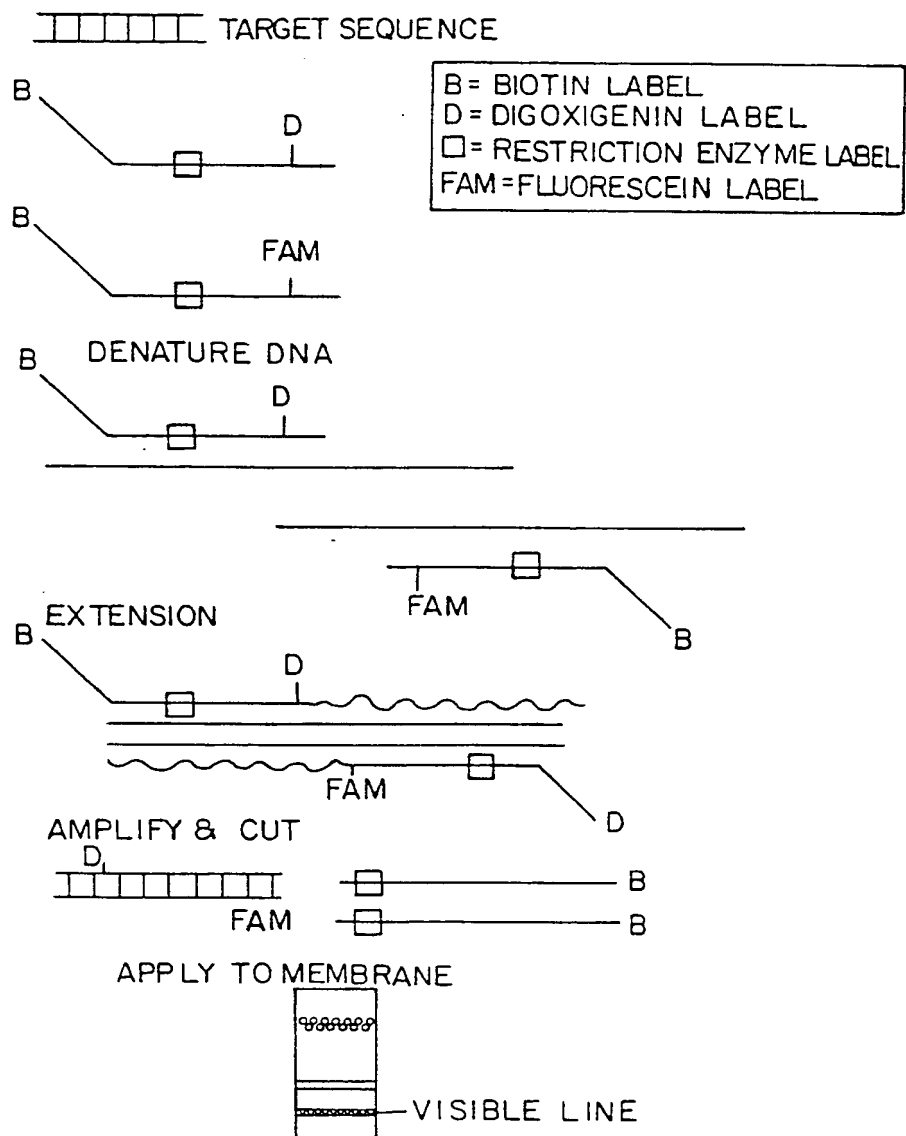 TARGET SEQUENCE
B = BIOTIN LABEL
D = DIGOXIGENIN LABEL
□ = RESTRICTION ENZYME LABEL
FAM = FLUORESCEIN LABEL
B
D
B
FAM
DENATURE DNA
B
D
FAM
B
EXTENSION
B
D
FAM
D
AMPLIFY & CUT
D
B
FAM
B
APPLY TO MEMBRANE
VISIBLE LINE